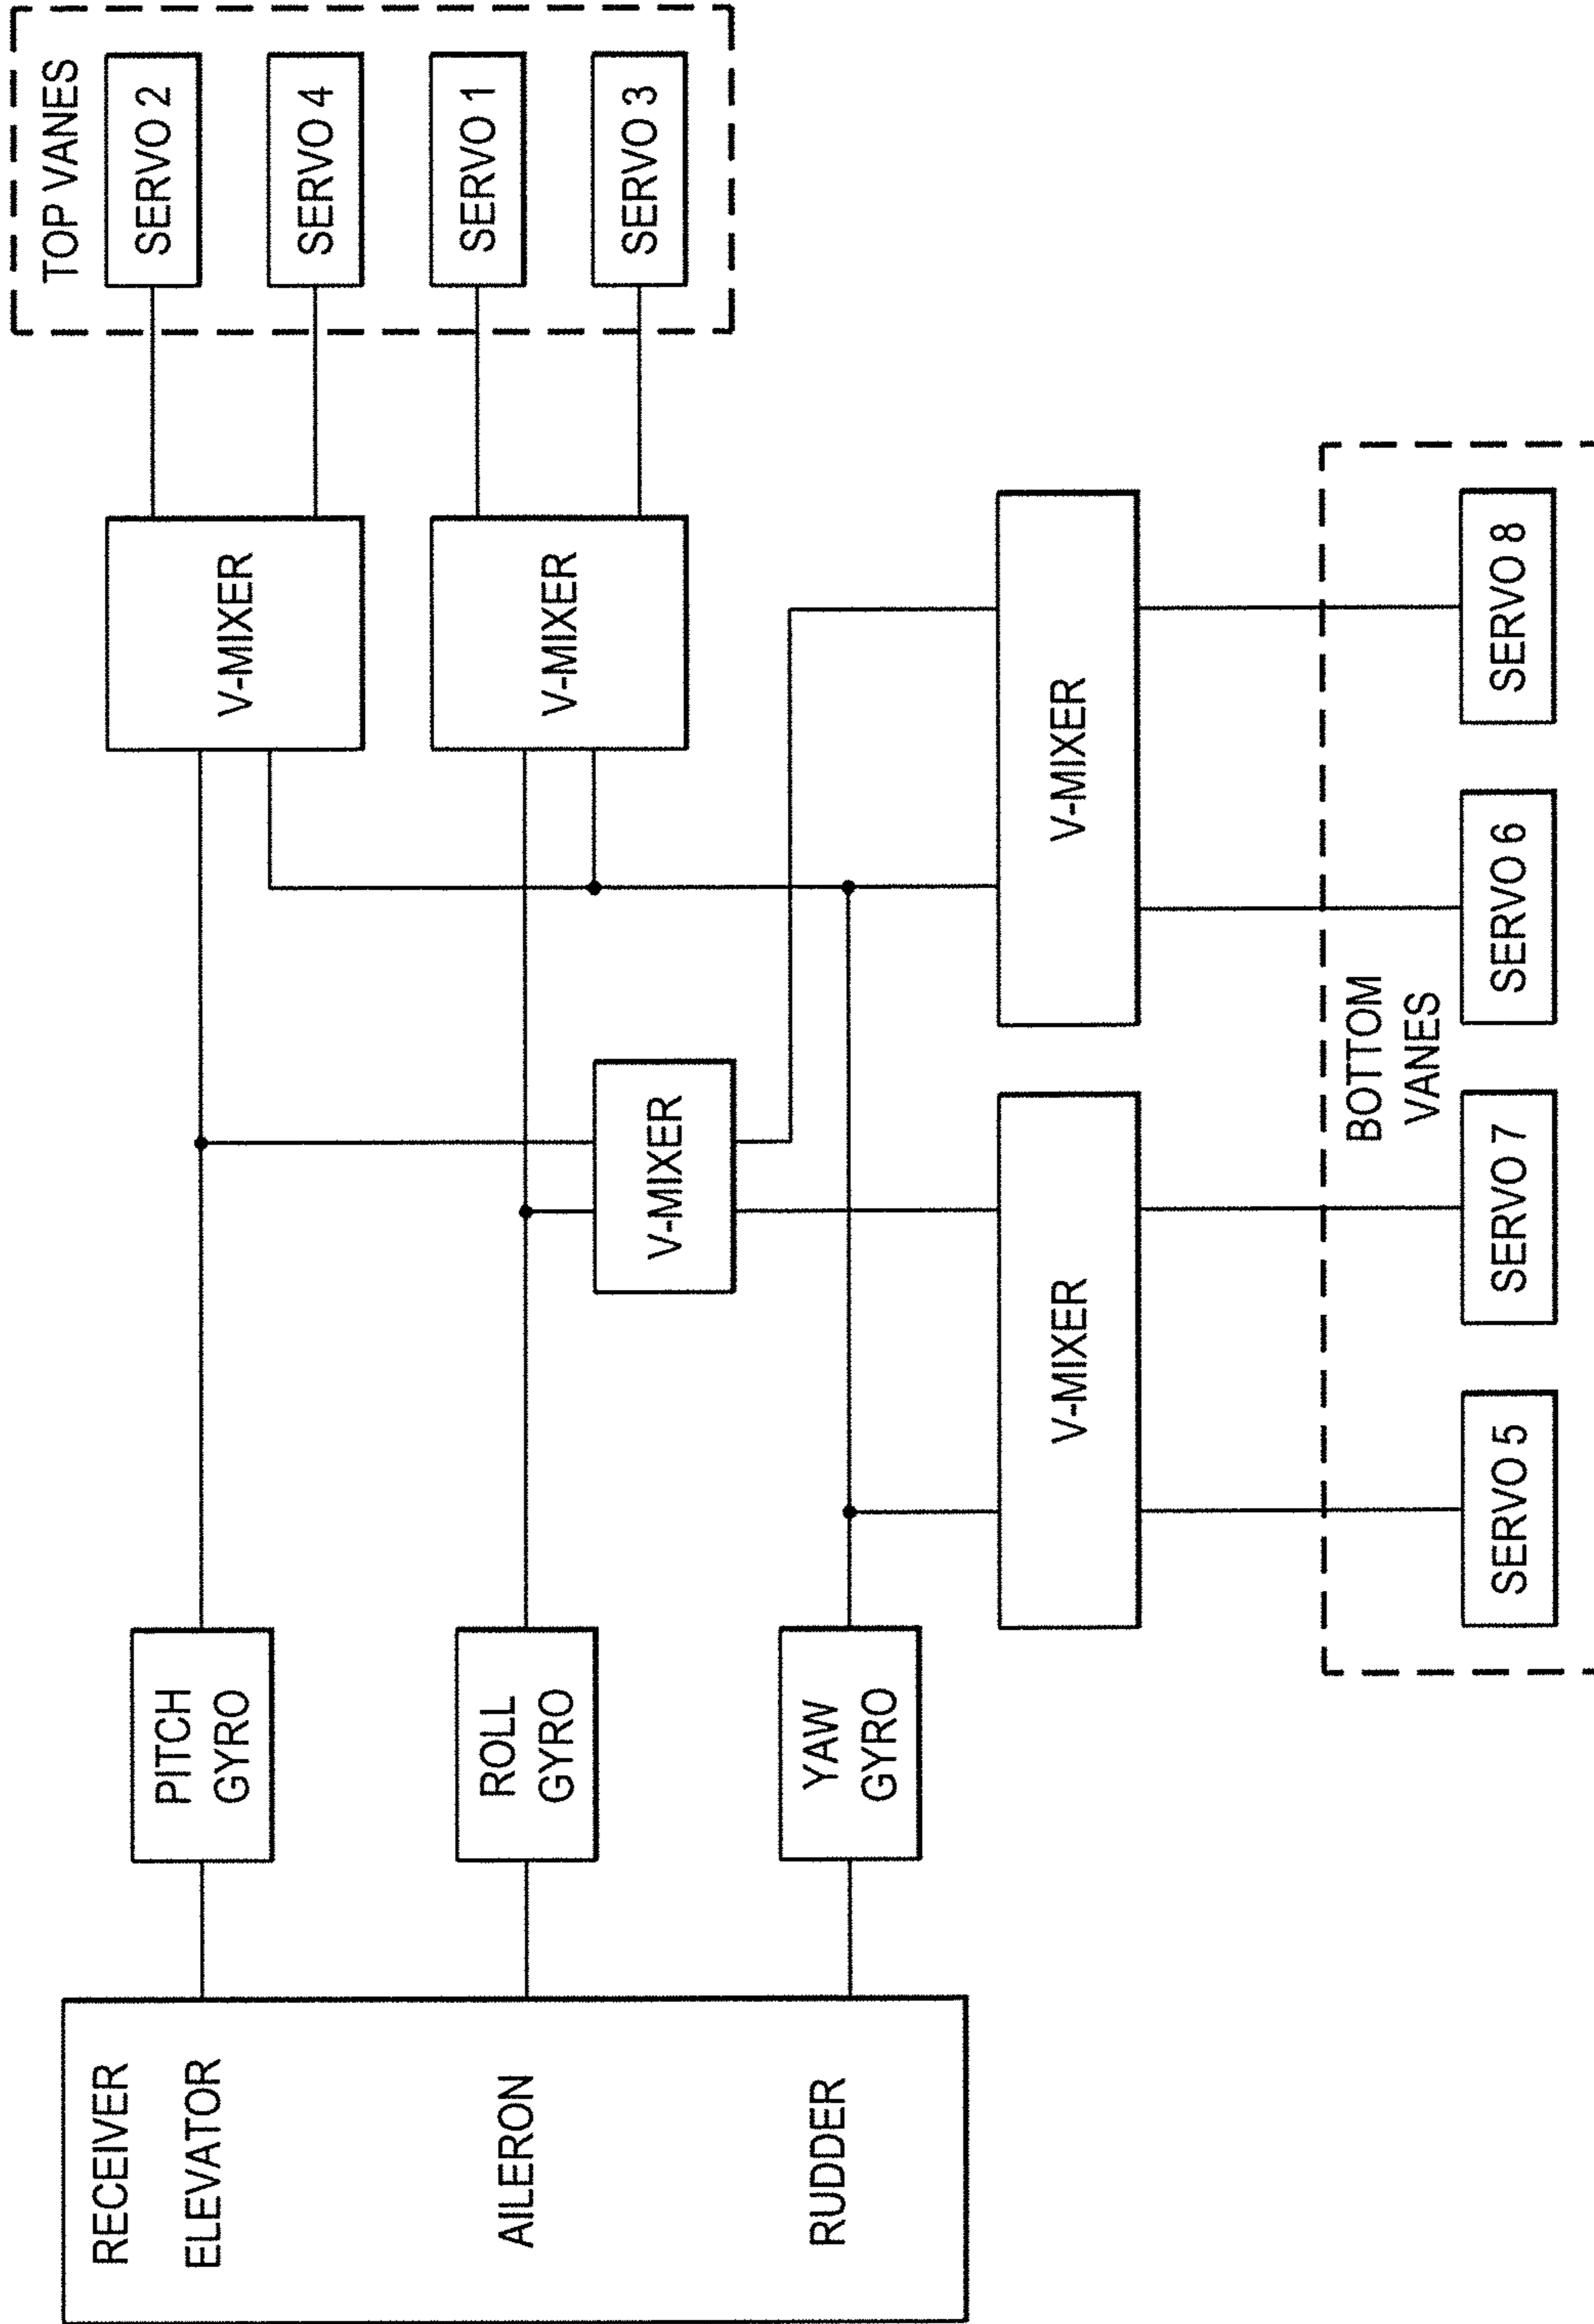 RECEIVER
ELEVATOR
AILERON
RUDDER
PITCH
GYRO
ROLL
GYRO
YAW
GYRO
V-MIXER
V-MIXER
V-MIXER
V-MIXER
V-MIXER
TOP VANES
SERVO 2
SERVO 4
SERVO 1
SERVO 3
BOTTOM
VANES
SERVO 5
SERVO 7
SERVO 6
SERVO 8